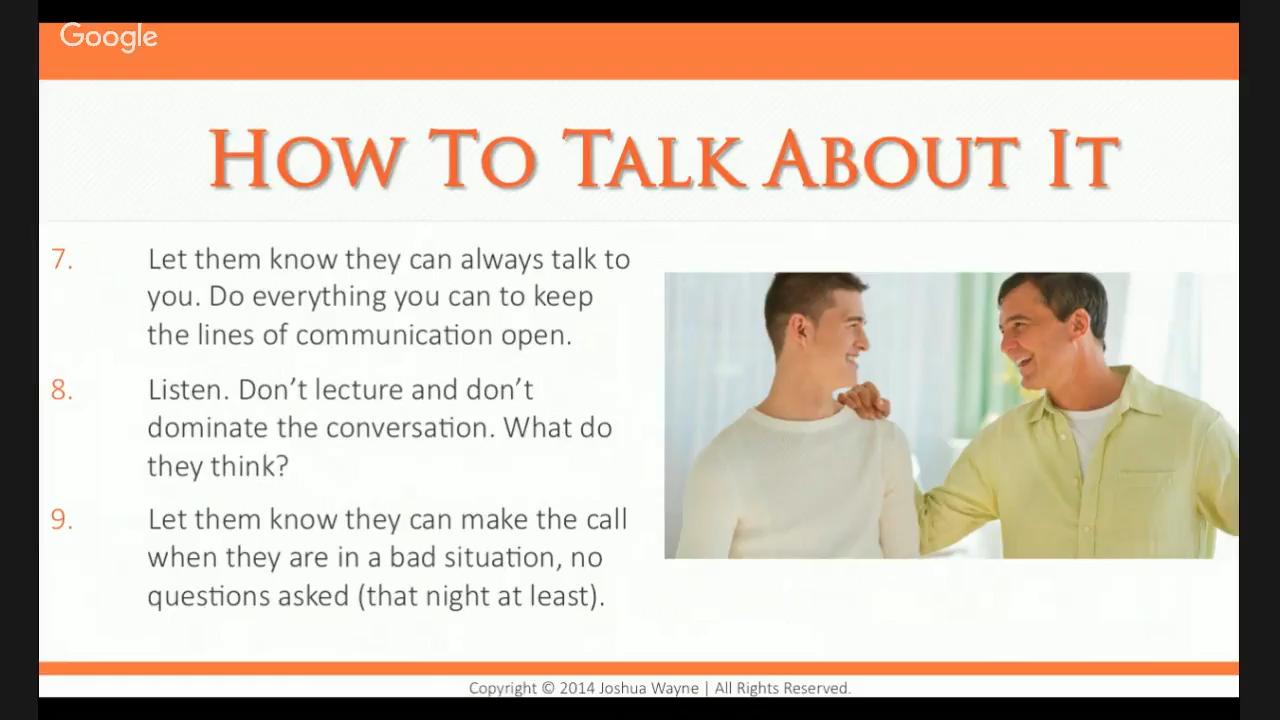 Google
How To Talk About It
7. Let them know they can always talk to
you. Do everything you can to keep
the lines of communication open.
8. Listen. Don’t lecture and don’t
dominate the conversation. What do
they think?
9. Let them know they can make the call
when they are in a bad situation, no
questions asked (that night at least).
Copyright © 2014 Joshua Wayne | All Rights Reserved.